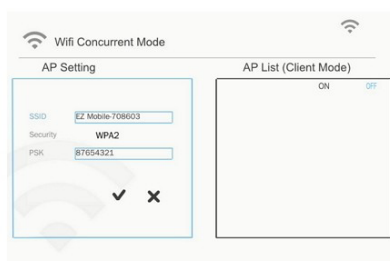 Wifi Concurrent Mode
AP Setting
AP List (Client Mode)
ON OFF
SSID EZ Mobile-708603
Security WPA2
PSK 87654321